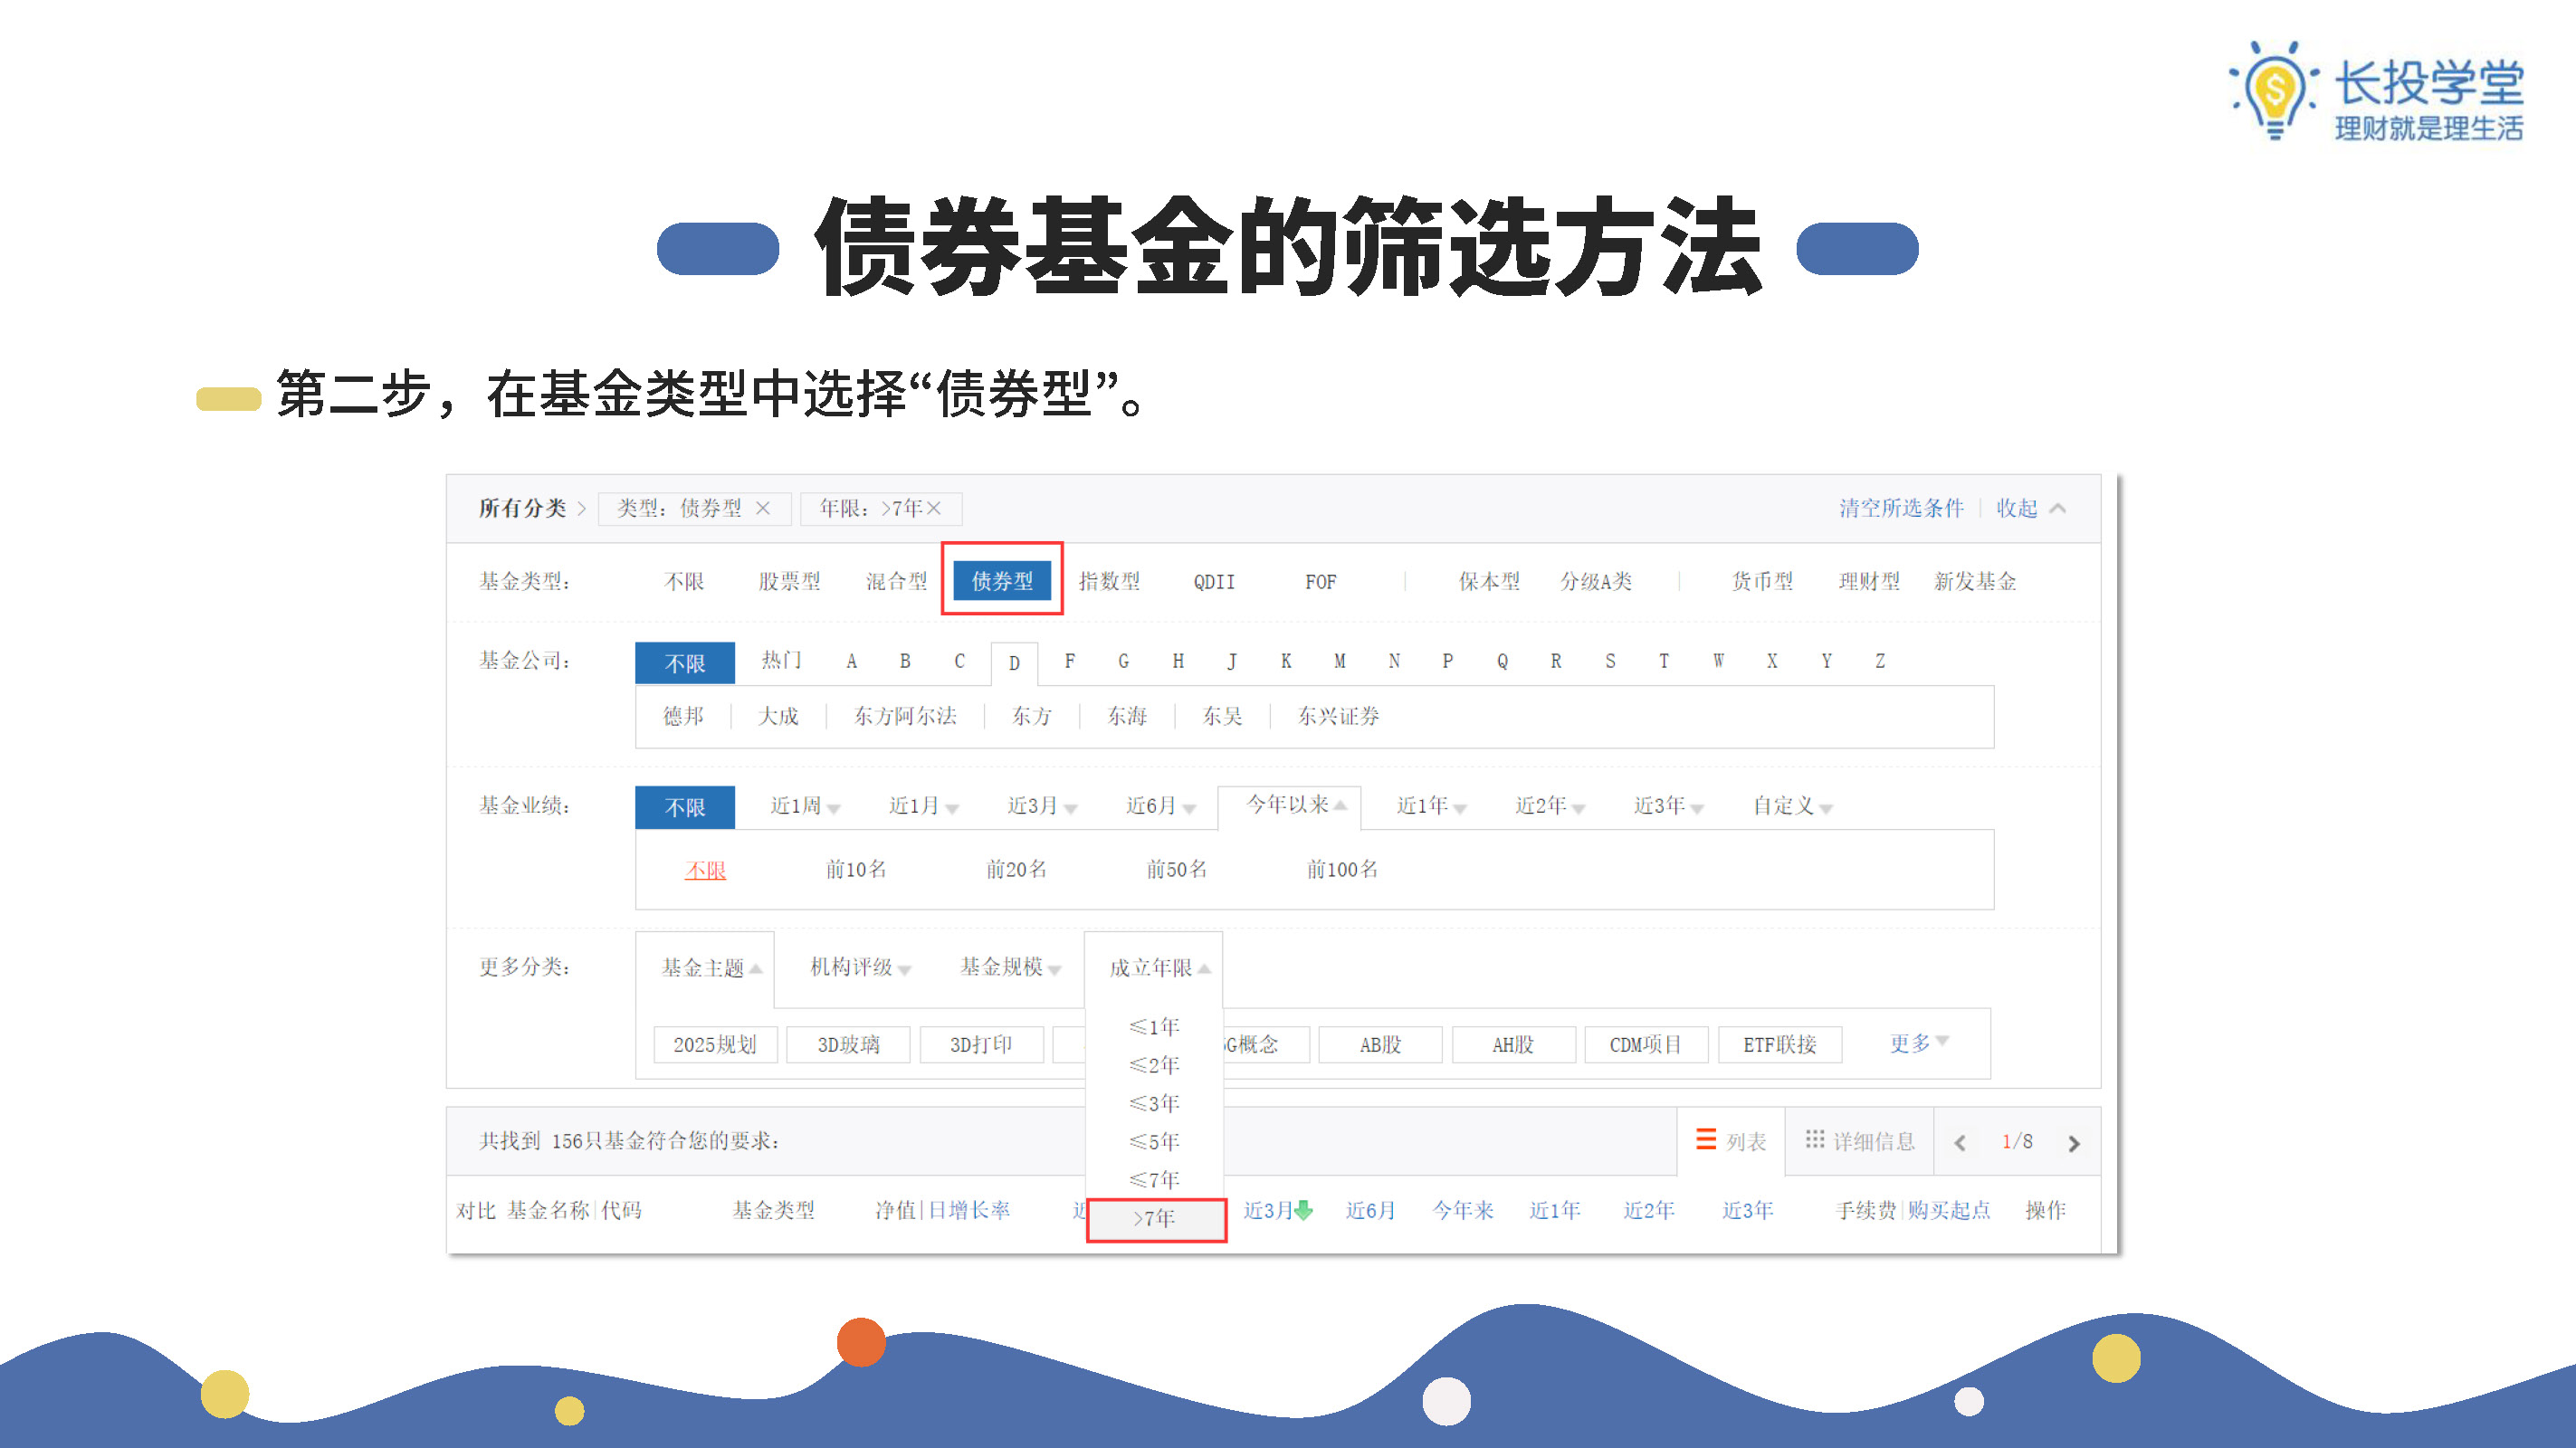 长投学堂
理财就是理生活
债券基金的筛选方法
第二步，在基金类型中选择“债券型”。
所有分类 > 类型：债券型 × 年限：>7年× 清空所选条件 | 收起
基金类型： 不限 股票型 混合型 债券型 指数型 QDII FOF | 保本型 分级A类 | 货币型 理财型 新发基金
基金公司： 不限 热门 A B C D F G H J K M N P Q R S T W X Y Z
德邦 | 大成 | 东方阿尔法 | 东方 | 东海 | 东吴 | 东兴证券
基金业绩： 不限 近1周 近1月 近3月 近6月 今年以来 近1年 近2年 近3年 自定义
不限 前10名 前20名 前50名 前100名
更多分类： 基金主题 机构评级 基金规模 成立年限
≤1年
2025规划 3D玻璃 3D打印 G概念 AB股 AH股 CDM项目 ETF联接 更多
≤2年
≤3年
共找到 156只基金符合您的要求： ≤5年 列表 详细信息 < 1/8 >
≤7年
对比 基金名称|代码 基金类型 净值|日增长率 近 >7年 近3月 近6月 今年来 近1年 近2年 近3年 手续费|购买起点 操作